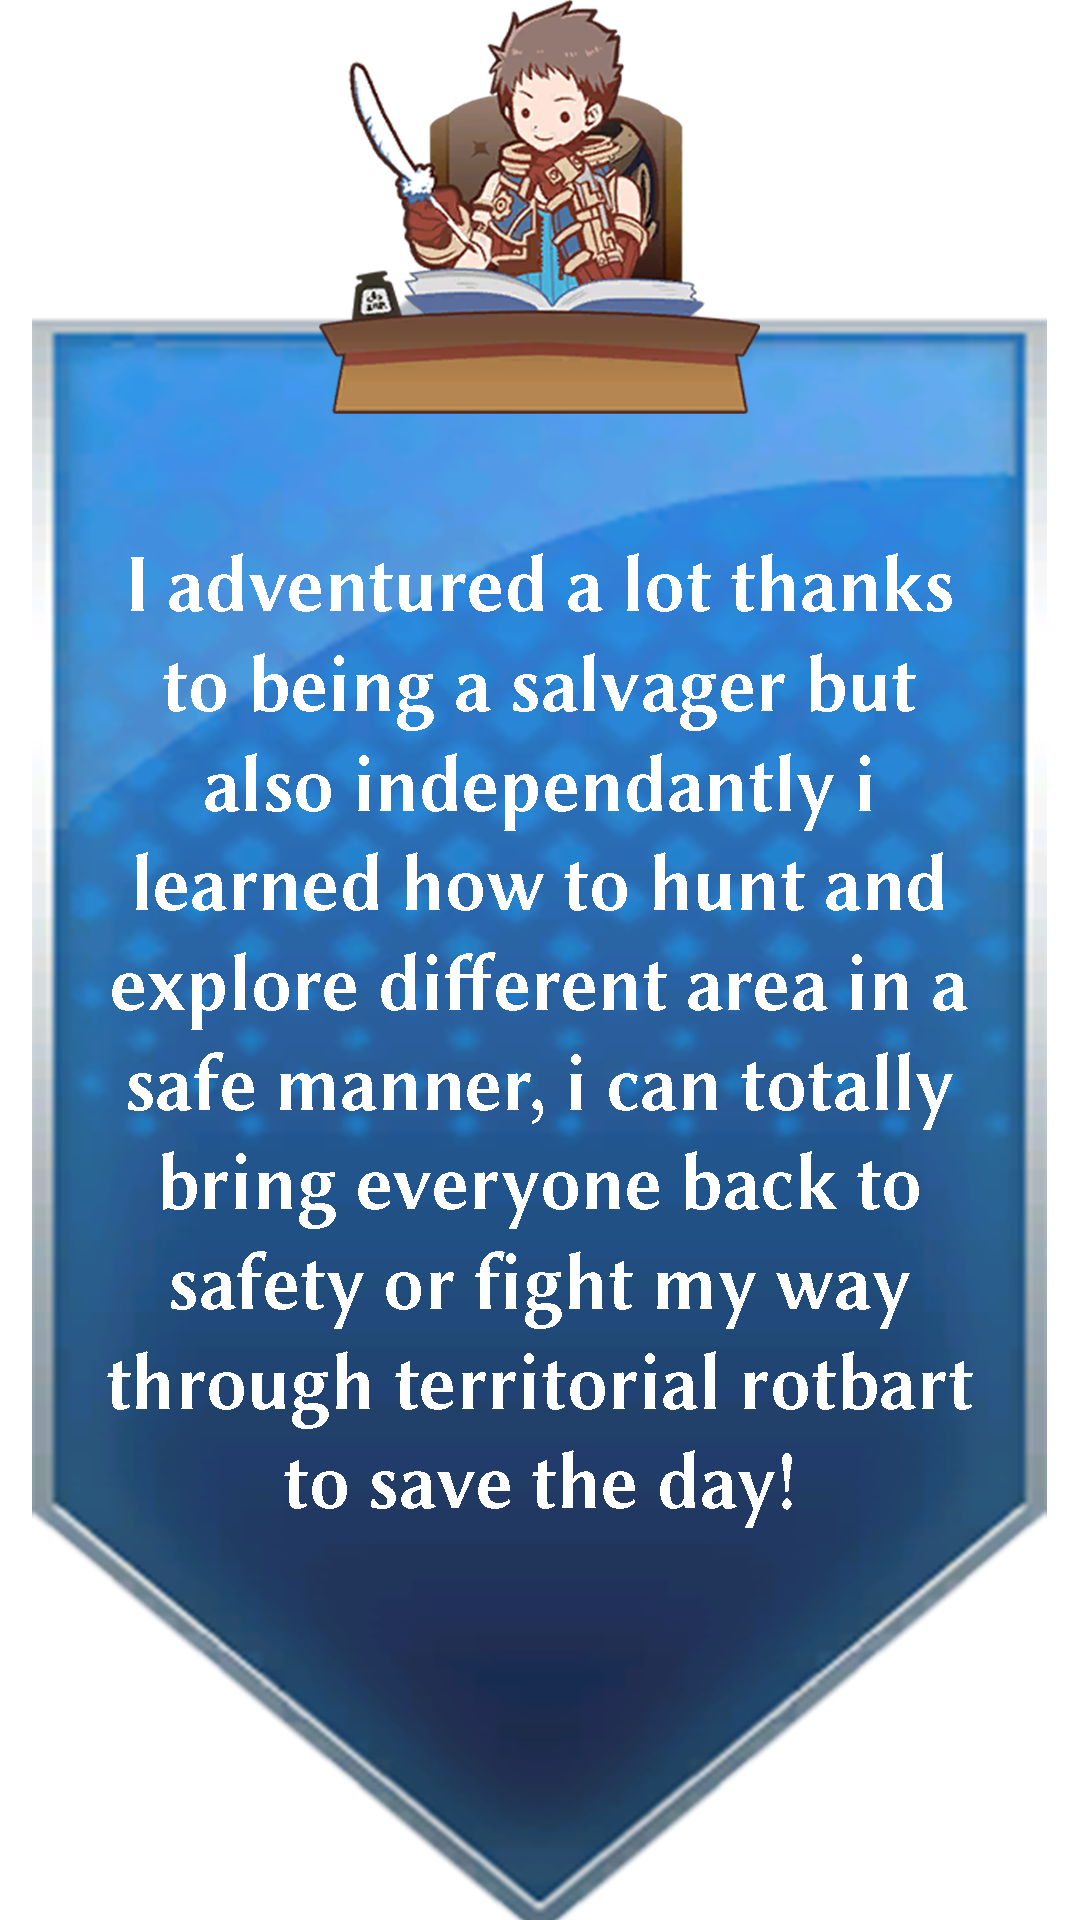 I adventured a lot thanks
to being a salvager but
also independantly i
learned how to hunt and
explore different area in a
safe manner, i can totally
bring everyone back to
safety or fight my way
through territorial rotbart
to save the day!